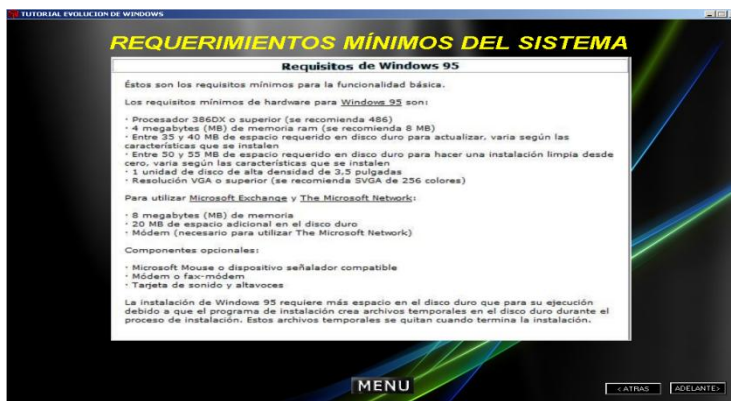 TUTORIAL EVOLUCION DE WINDOWS
REQUERIMIENTOS MÍNIMOS DEL SISTEMA
Requisitos de Windows 95
Éstos son los requisitos mínimos para la funcionalidad básica.
Los requisitos mínimos de hardware para Windows 95 son:
· Procesador 386DX o superior (se recomienda 486)
· 4 megabytes (MB) de memoria ram (se recomienda 8 MB)
· Entre 35 y 40 MB de espacio requerido en disco duro para actualizar, varia según las
características que se instalen
· Entre 50 y 55 MB de espacio requerido en disco duro para hacer una instalación limpia desde
cero, varia según las características que se instalen
· 1 unidad de disco de alta densidad de 3,5 pulgadas
· Resolución VGA o superior (se recomienda SVGA de 256 colores)
Para utilizar Microsoft Exchange y The Microsoft Network:
· 8 megabytes (MB) de memoria
· 20 MB de espacio adicional en el disco duro
· Módem (necesario para utilizar The Microsoft Network)
Componentes opcionales:
· Microsoft Mouse o dispositivo señalador compatible
· Módem o fax-módem
· Tarjeta de sonido y altavoces
La instalación de Windows 95 requiere más espacio en el disco duro que para su ejecución
debido a que el programa de instalación crea archivos temporales en el disco duro durante el
proceso de instalación. Estos archivos temporales se quitan cuando termina la instalación.
MENU
< ATRAS
ADELANTE>